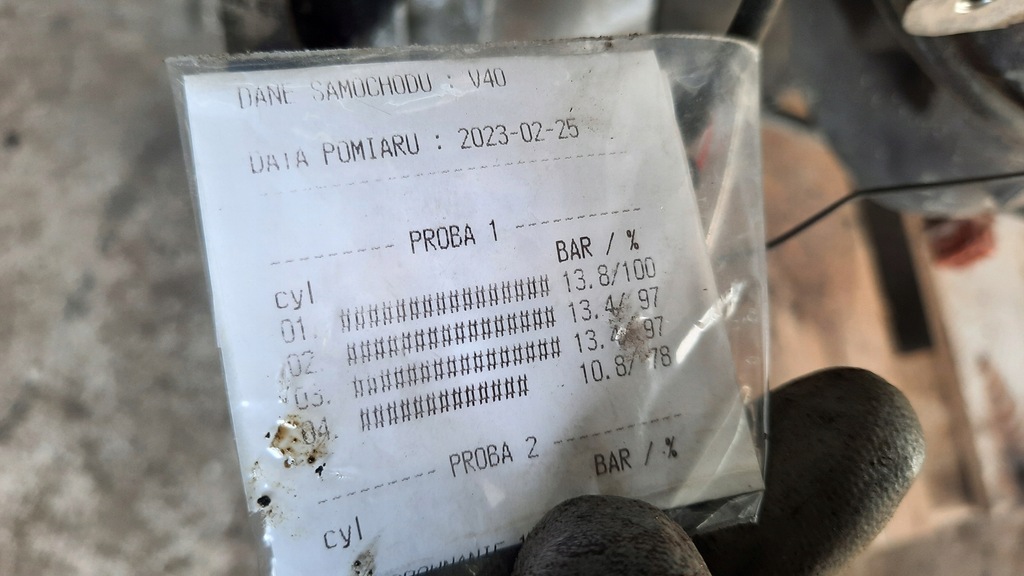 DANE SAMOCHODU : V40
DATA POMIARU : 2023-02-25
PROBA 1
BAR / %
cyl
01. ################ 13.8/100
02. ################ 13.4/ 97
03. ################ 97
04. ############# 10.8/ 78
PROBA 2
BAR / %
cyl